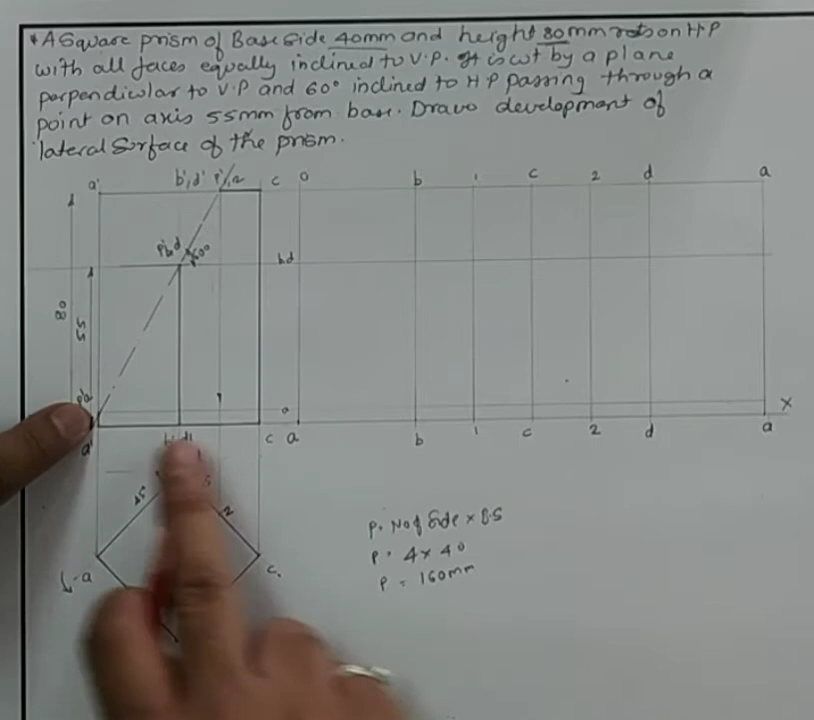 *A Square prism of Base side 40mm and height 80mm rests on H.P
with all faces equally inclined to V.P. It is cut by a plane
perpendicular to V.P and 60° inclined to H P passing through a
point on axis 55mm from base. Draw development of
lateral Surface of the prism.
a' b',d' c o b 1 c 2 d a
60° bd
80
55
a' c a b 1 c 2 d a X
45
2
a c.
P. No of Side × B.S
P. 4 × 40
P = 160mm